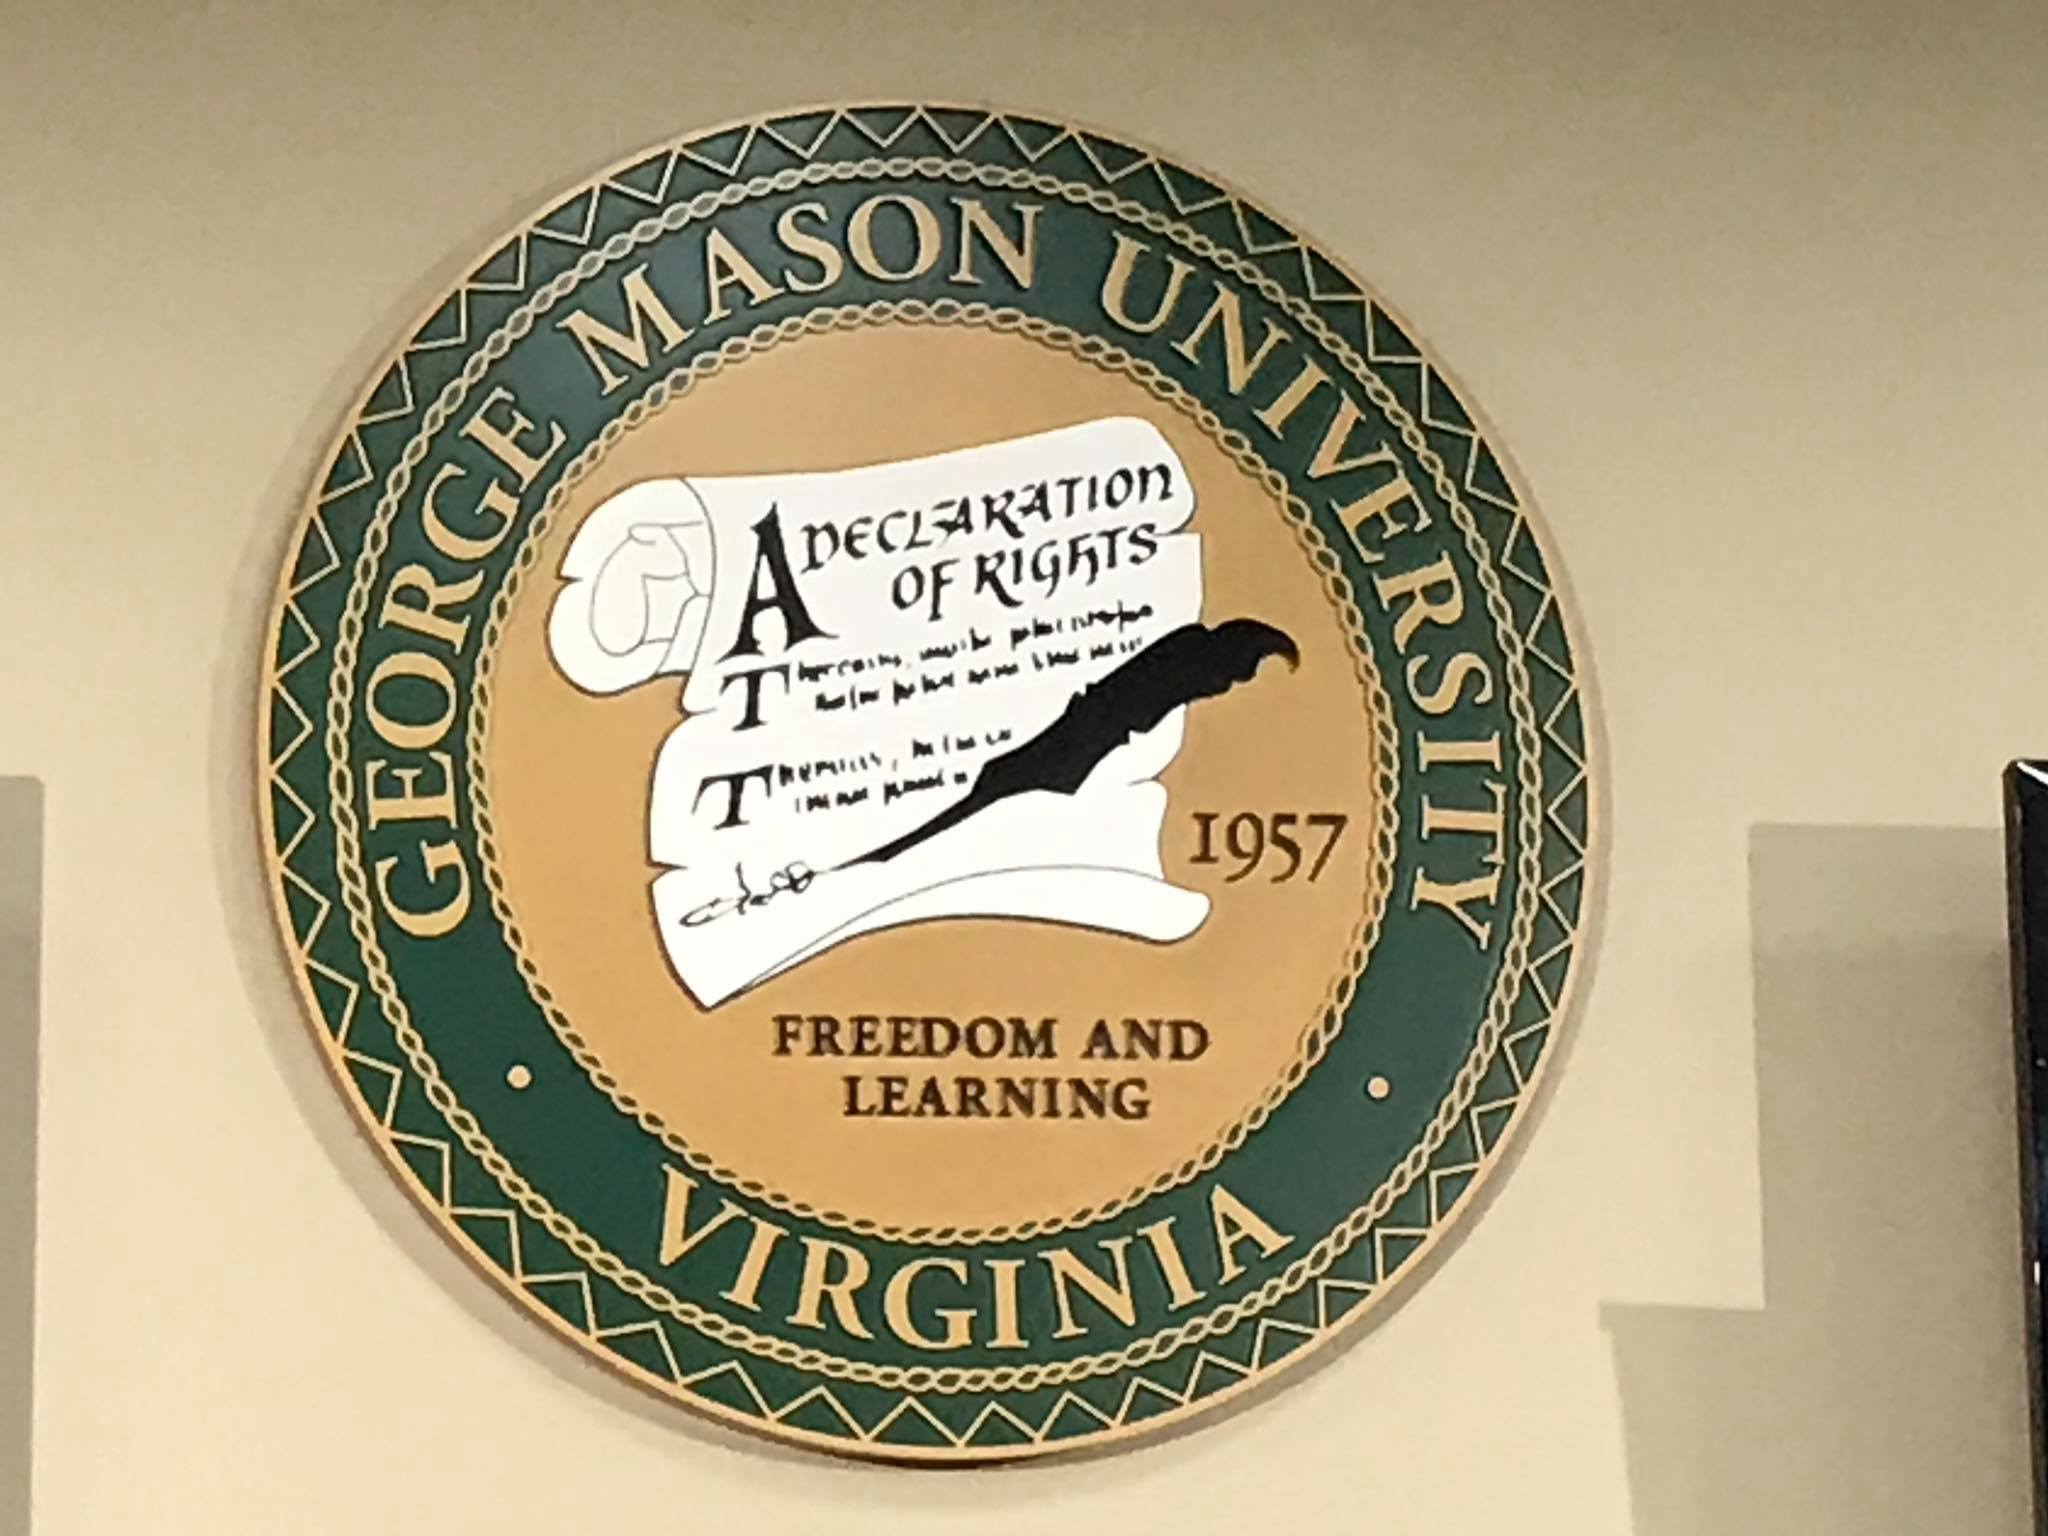 GEORGE MASON UNIVERSITY
A DECLARATION
OF RIGHTS
1957
FREEDOM AND
LEARNING
VIRGINIA